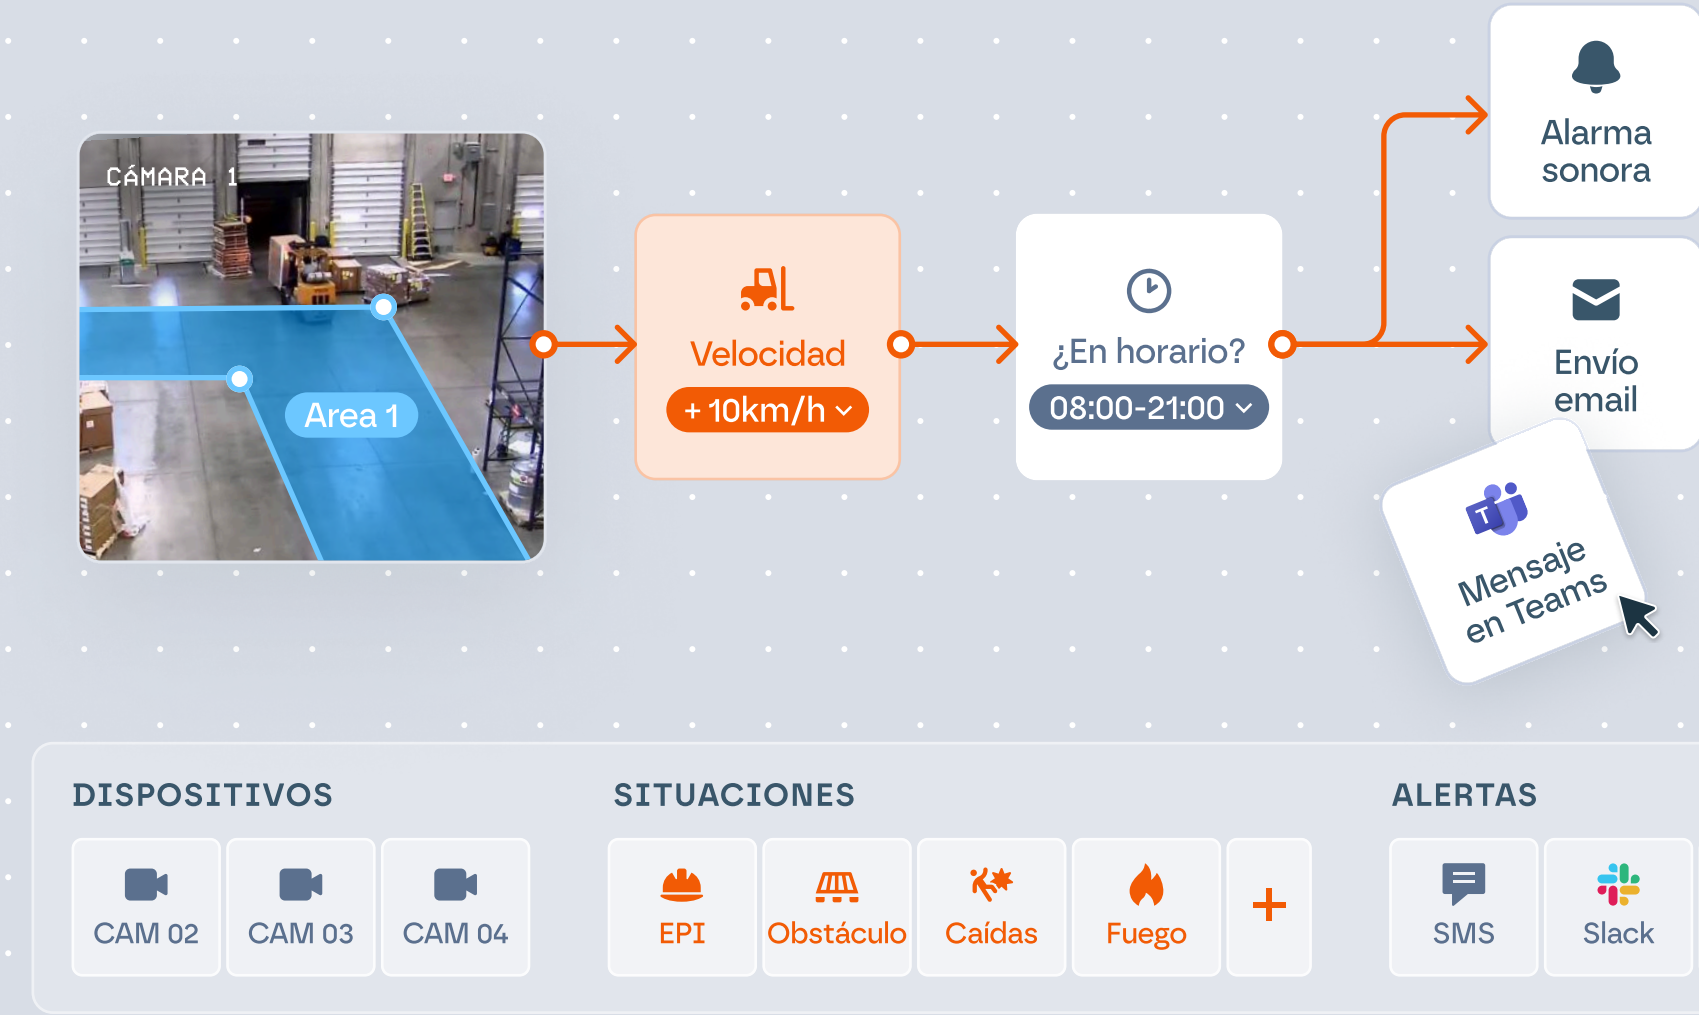 CÁMARA 1
Area 1
Velocidad
+ 10km/h
¿En horario?
08:00-21:00
Alarma
sonora
Envío
email
T
Mensaje
en Teams
DISPOSITIVOS
CAM 02
CAM 03
CAM 04
SITUACIONES
EPI
Obstáculo
Caídas
Fuego
+
ALERTAS
SMS
Slack